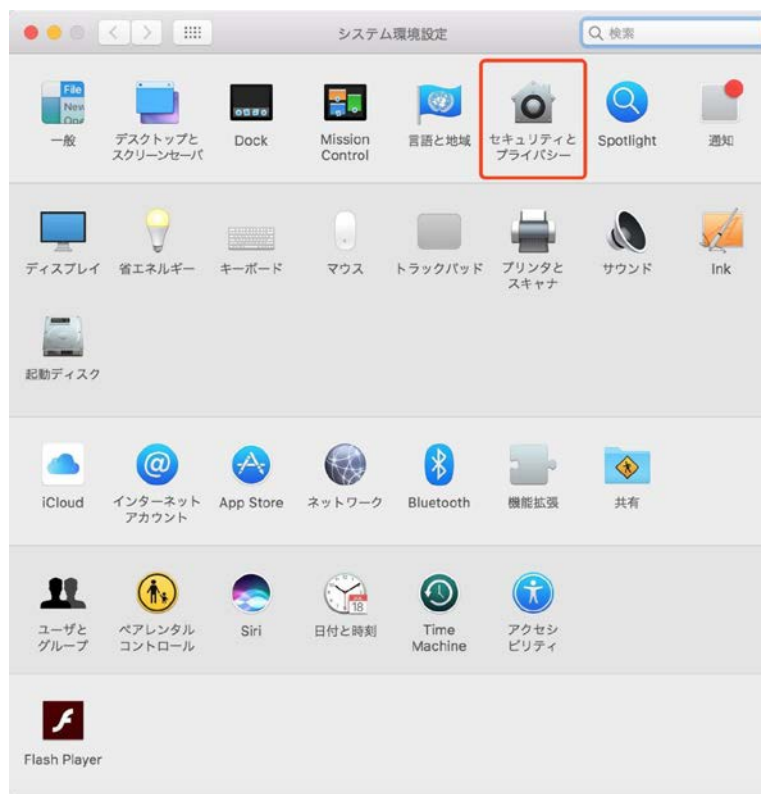 システム環境設定
検索
File
New
Ope
一般
デスクトップと
スクリーンセーバ
Dock
Mission
Control
言語と地域
セキュリティと
プライバシー
Spotlight
通知
ディスプレイ
省エネルギー
キーボード
マウス
トラックパッド
プリンタと
スキャナ
サウンド
Ink
起動ディスク
iCloud
インターネット
アカウント
App Store
ネットワーク
Bluetooth
機能拡張
共有
ユーザと
グループ
ペアレンタル
コントロール
Siri
18
日付と時刻
Time
Machine
アクセシ
ビリティ
Flash Player